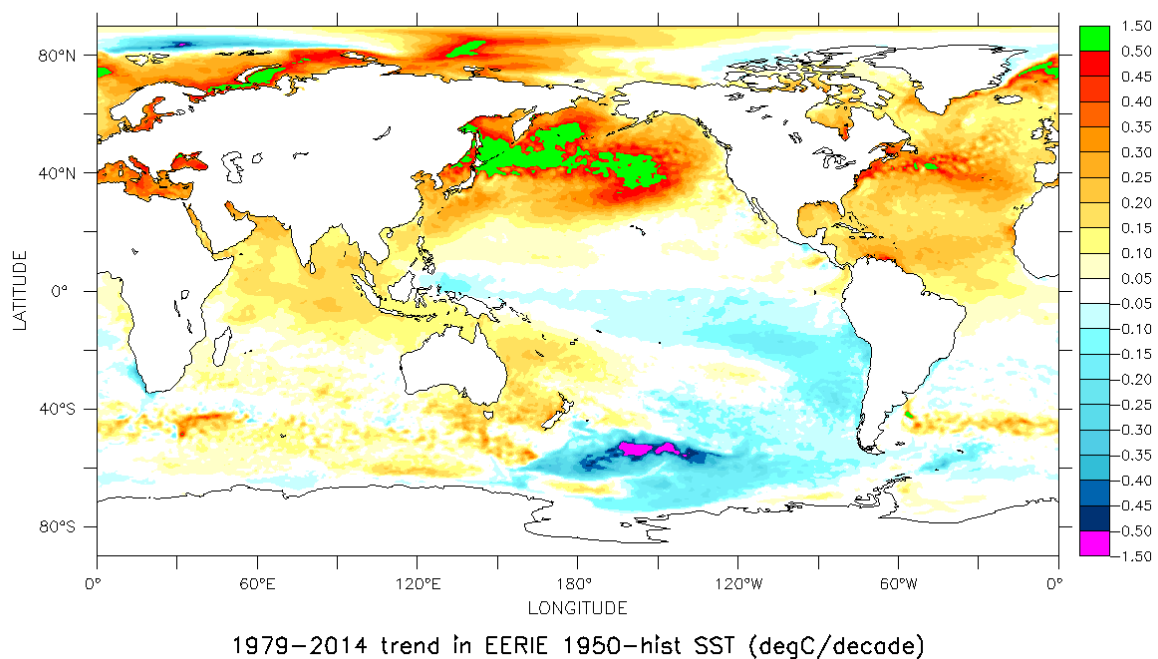 80°N
40°N
0°
40°S
80°S
LATITUDE
0°
60°E
120°E
180°
120°W
60°W
0°
LONGITUDE
1.50
0.50
0.45
0.40
0.35
0.30
0.25
0.20
0.15
0.10
0.05
-0.05
-0.10
-0.15
-0.20
-0.25
-0.30
-0.35
-0.40
-0.45
-0.50
-1.50
1979-2014 trend in EERIE 1950-hist SST (degC/decade)